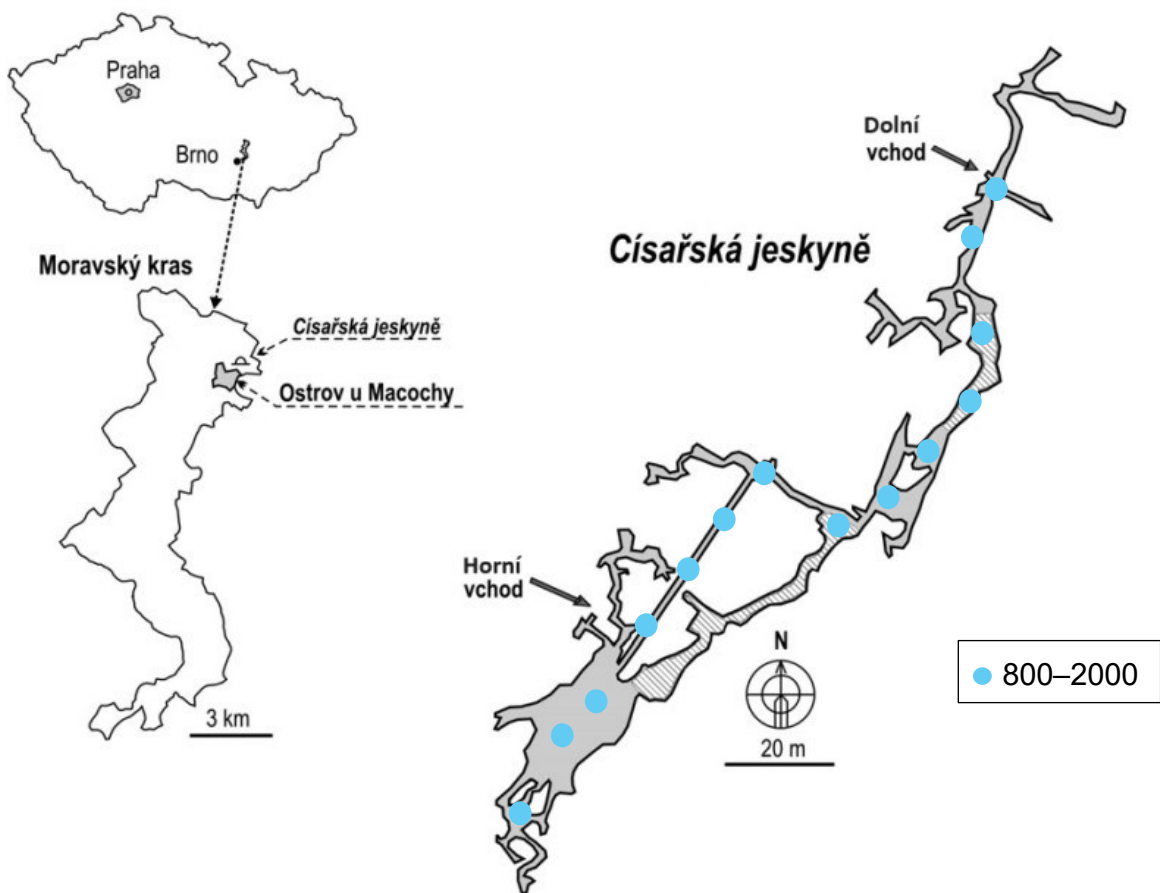 Praha
Brno
Moravský kras
Císařská jeskyně
Ostrov u Macochy
3 km
Dolní
vchod
Císařská jeskyně
Horní
vchod
N
20 m
800–2000